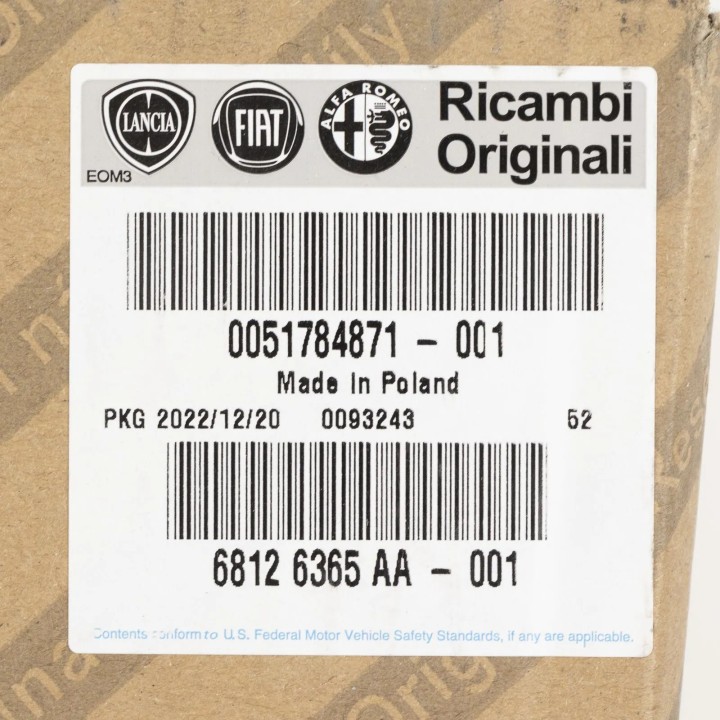 LANCIA FIAT ALFA ROMEO Ricambi
Originali
EOM3
0051784871 - 001
Made In Poland
PKG 2022/12/20 0093243 52
6812 6365 AA - 001
Contents conform to U.S. Federal Motor Vehicle Safety Standards, if any are applicable.